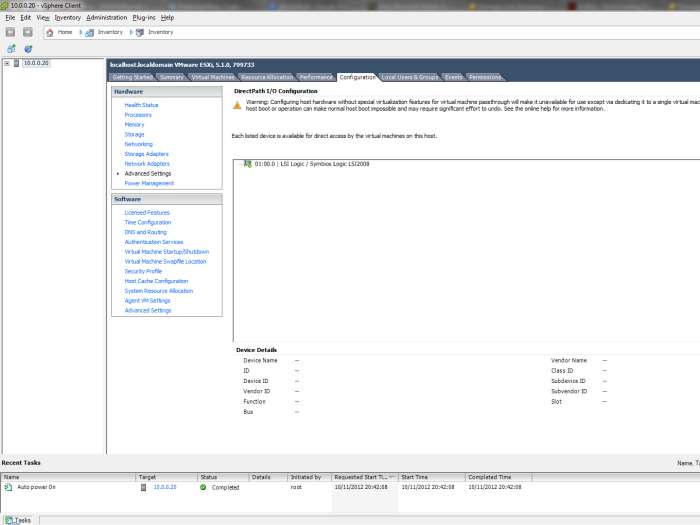 10.0.0.20 - vSphere Client
File Edit View Inventory Administration Plug-ins Help
Home Inventory Inventory
10.0.0.20
localhost.localdomain VMware ESXi, 5.1.0, 799733
Getting Started Summary Virtual Machines Resource Allocation Performance Configuration Local Users & Groups Events Permissions
Hardware
Health Status
Processors
Memory
Storage
Networking
Storage Adapters
Network Adapters
Advanced Settings
Power Management
Software
Licensed Features
Time Configuration
DNS and Routing
Authentication Services
Virtual Machine Startup/Shutdown
Virtual Machine Swapfile Location
Security Profile
Host Cache Configuration
System Resource Allocation
Agent VM Settings
Advanced Settings
DirectPath I/O Configuration
Warning: Configuring host hardware without special virtualization features for virtual machine passthrough will make it unavailable for use except via dedicating it to a single virtual mac
host boot or operation can make normal host boot impossible and may require significant effort to undo. See the online help for more information.
Each listed device is available for direct access by the virtual machines on this host.
01:00.0 | LSI Logic / Symbios Logic LSI2008
Device Details
Device Name -- Vendor Name --
ID -- Class ID --
Device ID -- Subdevice ID --
Vendor ID -- Subvendor ID --
Function -- Slot --
Bus --
Recent Tasks
Name, Ta
Name Target Status Details Initiated by Requested Start Ti... Start Time Completed Time
Auto power On 10.0.0.20 Completed root 10/11/2012 20:42:08 10/11/2012 20:42:08 10/11/2012 20:42:08
Tasks